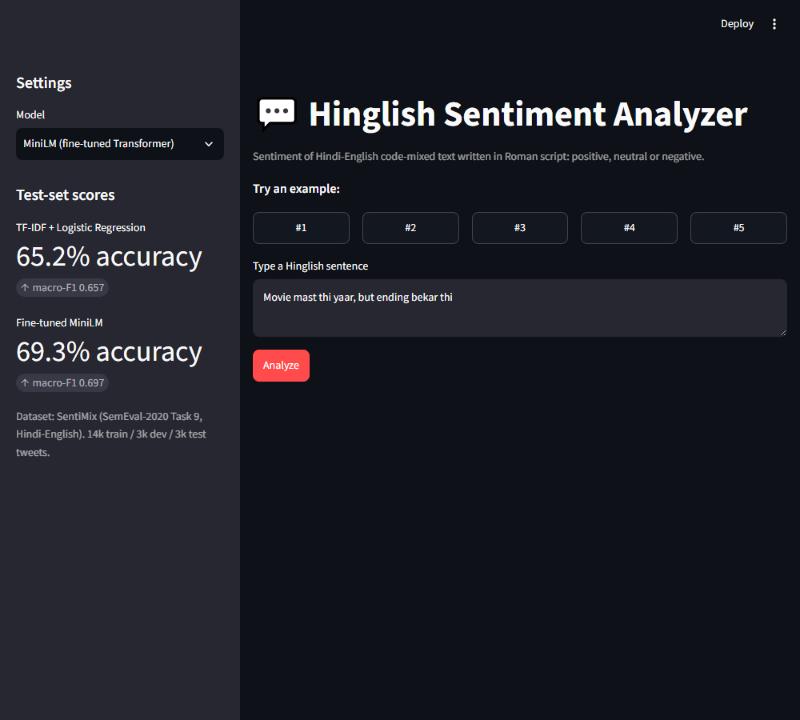 Deploy
Settings
Model
MiniLM (fine-tuned Transformer)
Test-set scores
TF-IDF + Logistic Regression
65.2% accuracy
↑ macro-F1 0.657
Fine-tuned MiniLM
69.3% accuracy
↑ macro-F1 0.697
Dataset: SentiMix (SemEval-2020 Task 9,
Hindi-English). 14k train / 3k dev / 3k test
tweets.
Hinglish Sentiment Analyzer
Sentiment of Hindi-English code-mixed text written in Roman script: positive, neutral or negative.
Try an example:
#1 #2 #3 #4 #5
Type a Hinglish sentence
Movie mast thi yaar, but ending bekar thi
Analyze